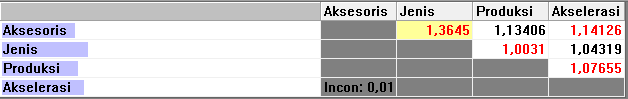 Aksesoris Jenis Produksi Akselerasi
Aksesoris 1,3645 1,13406 1,14126
Jenis 1,0031 1,04319
Produksi 1,07655
Akselerasi Incon: 0,01